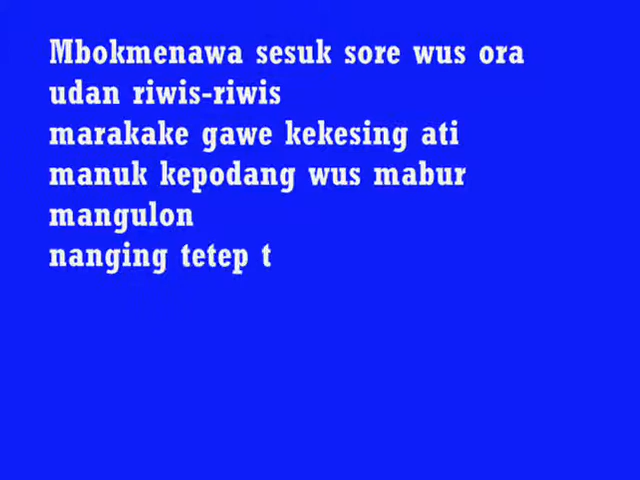 Mbokmenawa sesuk sore wus ora
udan riwis-riwis
marakake gawe kekesing ati
manuk kepodang wus mabur
mangulon
nanging tetep t